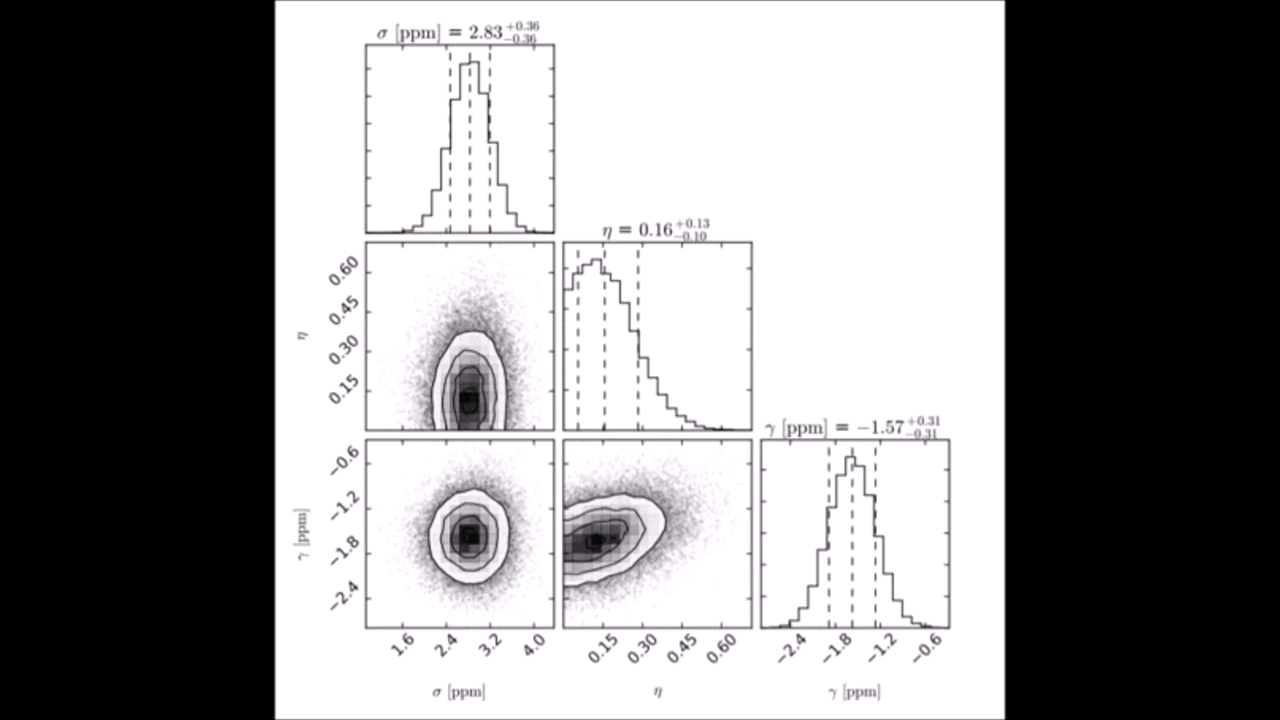 σ [ppm] = 2.83 +0.36 −0.36
η = 0.16 +0.13 −0.10
0.60
0.45
η
0.30
0.15
γ [ppm] = −1.57 +0.31 −0.31
−0.6
−1.2
γ [ppm]
−1.8
−2.4
1.6 2.4 3.2 4.0 0.15 0.30 0.45 0.60 −2.4 −1.8 −1.2 −0.6
σ [ppm] η γ [ppm]